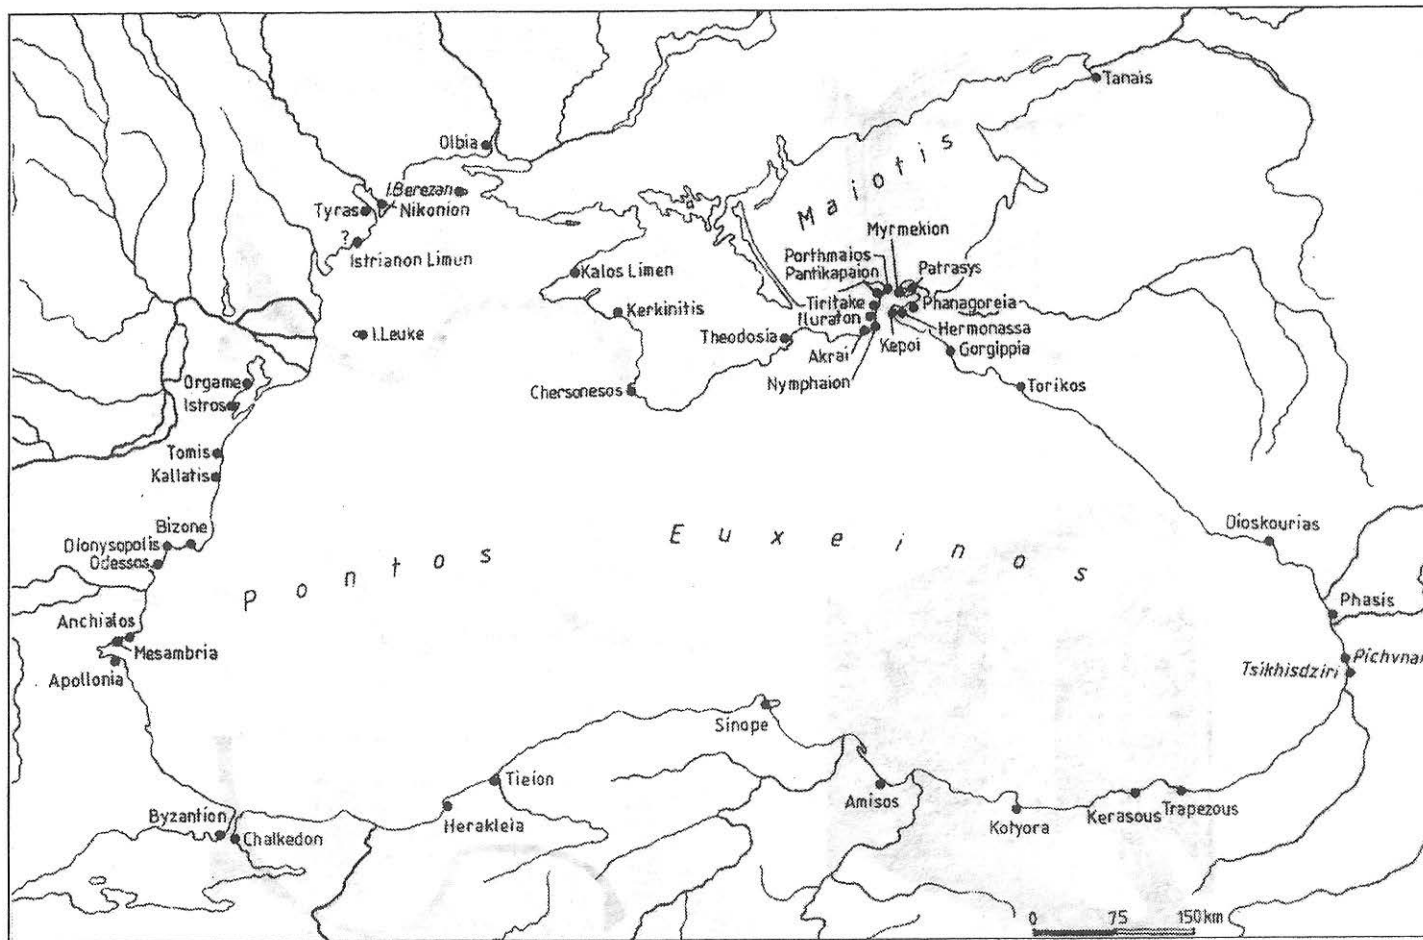 Tanais
Olbia
Maiotis
I.Berezan
Tyras
Nikonion
?
Istrianon Limen
Myrmekion
Porthmaios
Patrasys
Kalos Limen
Pantikapaion
Tiritake
Phanagoreia
Kerkinitis
Iluraton
Hermonassa
I.Leuke
Theodosia
Kepoi
Akrai
Gorgippia
Orgame
Nymphaion
Torikos
Chersonesos
Istros
Tomis
Kallatis
Bizone
Dioskourias
Pontos Euxeinos
Dionysopolis
Odessos
Phasis
Anchialos
Mesambria
Pichvnari
Tsikhisdziri
Apollonia
Sinope
Tieion
Amisos
Herakleia
Kotyora
Kerasous
Trapezous
Byzantion
Chalkedon
0 75 150km